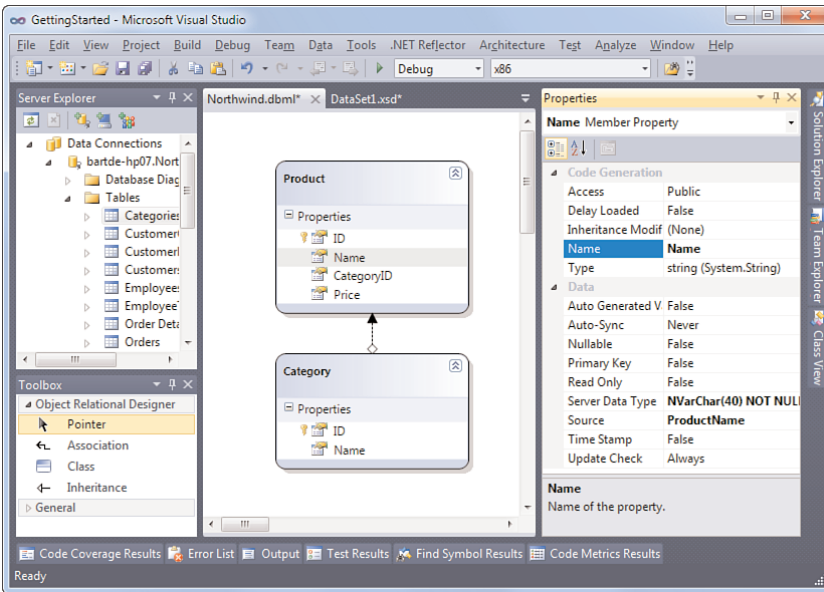 GettingStarted - Microsoft Visual Studio
File Edit View Project Build Debug Team Data Tools .NET Reflector Architecture Test Analyze Window Help
Debug x86
Server Explorer
Data Connections
bartde-hp07.Nort
Database Diag
Tables
Categories
Customer
Customer
Customers
Employees
Employee
Order Deta
Orders
Toolbox
Object Relational Designer
Pointer
Association
Class
Inheritance
General
Northwind.dbml* DataSet1.xsd*
Product
Properties
ID
Name
CategoryID
Price
Category
Properties
ID
Name
Properties
Name Member Property
Code Generation
Access Public
Delay Loaded False
Inheritance Modif (None)
Name Name
Type string (System.String)
Data
Auto Generated V False
Auto-Sync Never
Nullable False
Primary Key False
Read Only False
Server Data Type NVarChar(40) NOT NULL
Source ProductName
Time Stamp False
Update Check Always
Name
Name of the property.
Solution Explorer
Team Explorer
Class View
Code Coverage Results Error List Output Test Results Find Symbol Results Code Metrics Results
Ready